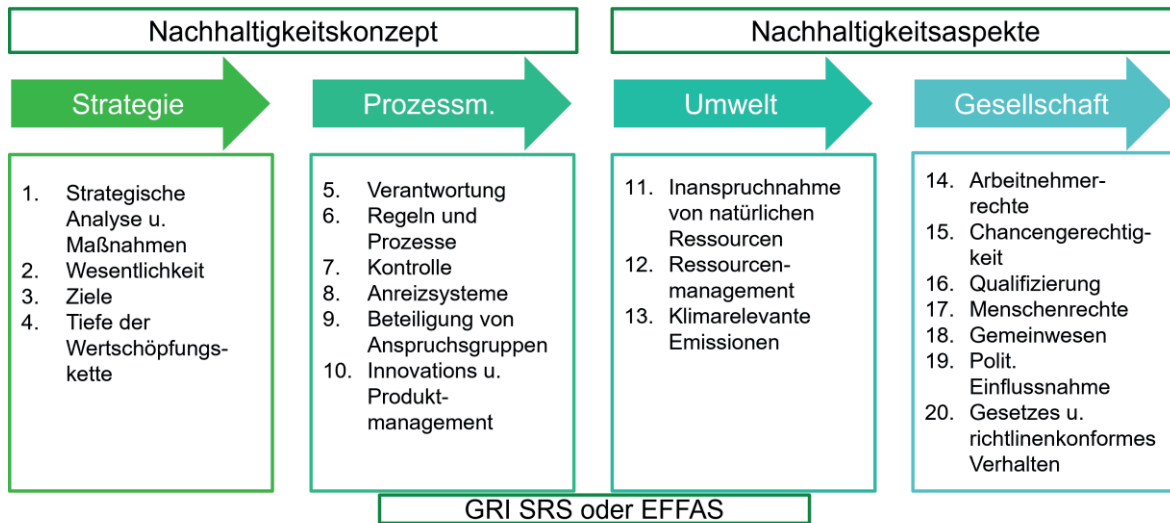 Nachhaltigkeitskonzept
Nachhaltigkeitsaspekte
Strategie
Prozessm.
Umwelt
Gesellschaft
1. Strategische
Analyse u.
Maßnahmen
2. Wesentlichkeit
3. Ziele
4. Tiefe der
Wertschöpfungs-
kette
5. Verantwortung
6. Regeln und
Prozesse
7. Kontrolle
8. Anreizsysteme
9. Beteiligung von
Anspruchsgruppen
10. Innovations u.
Produkt-
management
11. Inanspruchnahme
von natürlichen
Ressourcen
12. Ressourcen-
management
13. Klimarelevante
Emissionen
14. Arbeitnehmer-
rechte
15. Chancengerechtig-
keit
16. Qualifizierung
17. Menschenrechte
18. Gemeinwesen
19. Polit.
Einflussnahme
20. Gesetzes u.
richtlinenkonformes
Verhalten
GRI SRS oder EFFAS